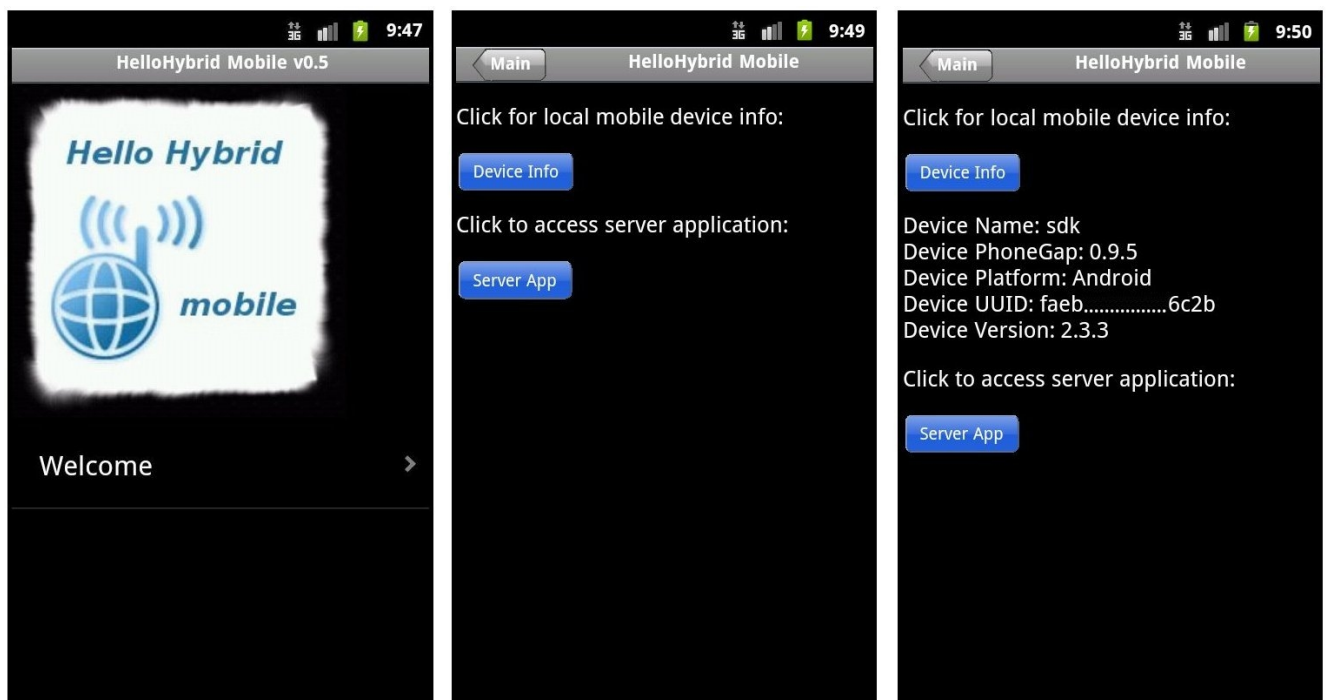 3G 9:47
HelloHybrid Mobile v0.5
Hello Hybrid
mobile
Welcome
3G 9:49
Main HelloHybrid Mobile
Click for local mobile device info:
Device Info
Click to access server application:
Server App
3G 9:50
Main HelloHybrid Mobile
Click for local mobile device info:
Device Info
Device Name: sdk
Device PhoneGap: 0.9.5
Device Platform: Android
Device UUID: faeb................6c2b
Device Version: 2.3.3
Click to access server application:
Server App